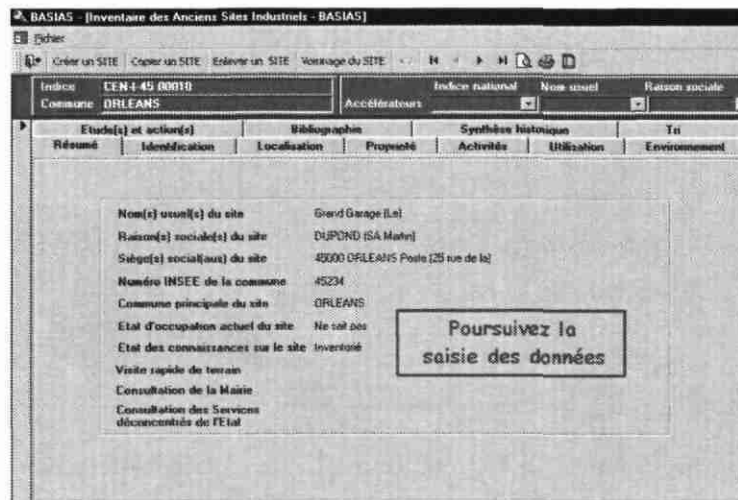 BASIAS - [Inventaire des Anciens Sites Industriels - BASIAS]
Fichier
Créer un SITE Copier un SITE Enlever un SITE Voisinage du SITE
Indice CEN-I-45 00010 Indice national Nom usuel Raison sociale
Commune ORLEANS Accélérateurs
Etude(s) et action(s) Bibliographie Synthèse historique Tri
Résumé Identification Localisation Propriété Activités Utilisation Environnement
Nom(s) usuel(s) du site Grand Garage (Le)
Raison(s) sociale(s) du site DUPOND (SA Martin)
Siège(s) social(aux) du site 45000 ORLEANS Poste (25 rue de la)
Numéro INSEE de la commune 45234
Commune principale du site ORLEANS
Etat d'occupation actuel du site Ne sait pas
Etat des connaissances sur le site Inventorié
Visite rapide de terrain
Consultation de la Mairie
Consultation des Services
déconcentrés de l'Etat
Poursuivez la
saisie des données